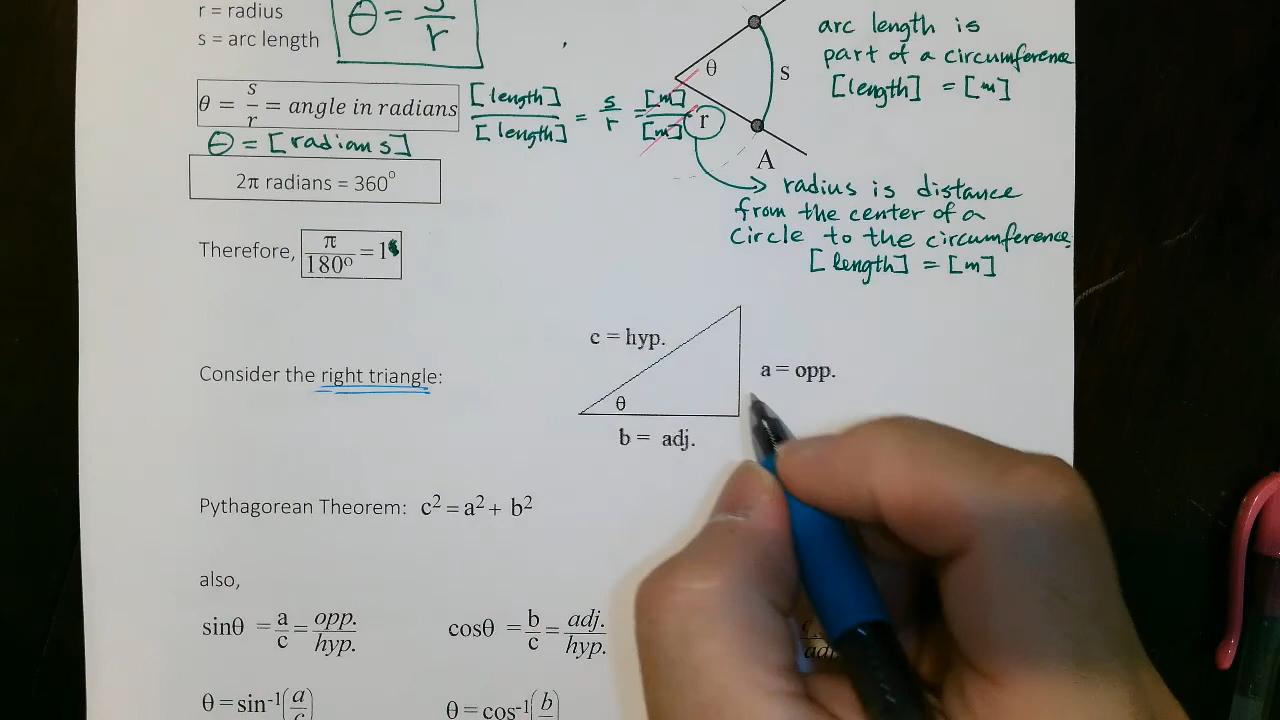 r = radius
s = arc length
θ = s/r
θ = s/r = angle in radians
[length]/[length] = s/r = [m]/[m]
θ = [radians]
2π radians = 360°
Therefore, π/180° = 1
θ
s
r
A
arc length is
part of a circumference
[length] = [m]
radius is distance
from the center of a
circle to the circumference
[length] = [m]
Consider the right triangle:
c = hyp.
a = opp.
θ
b = adj.
Pythagorean Theorem: c² = a² + b²
also,
sinθ = a/c = opp./hyp.
cosθ = b/c = adj./hyp.
θ = sin⁻¹(a/c)
θ = cos⁻¹(b